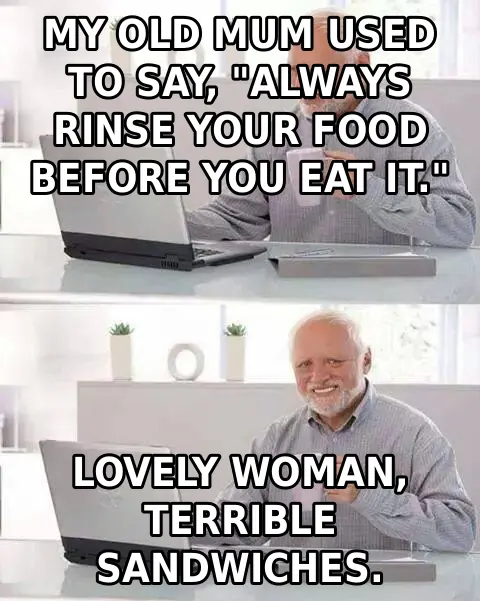 MY OLD MUM USED
TO SAY, "ALWAYS
RINSE YOUR FOOD
BEFORE YOU EAT IT."
LOVELY WOMAN,
TERRIBLE
SANDWICHES.